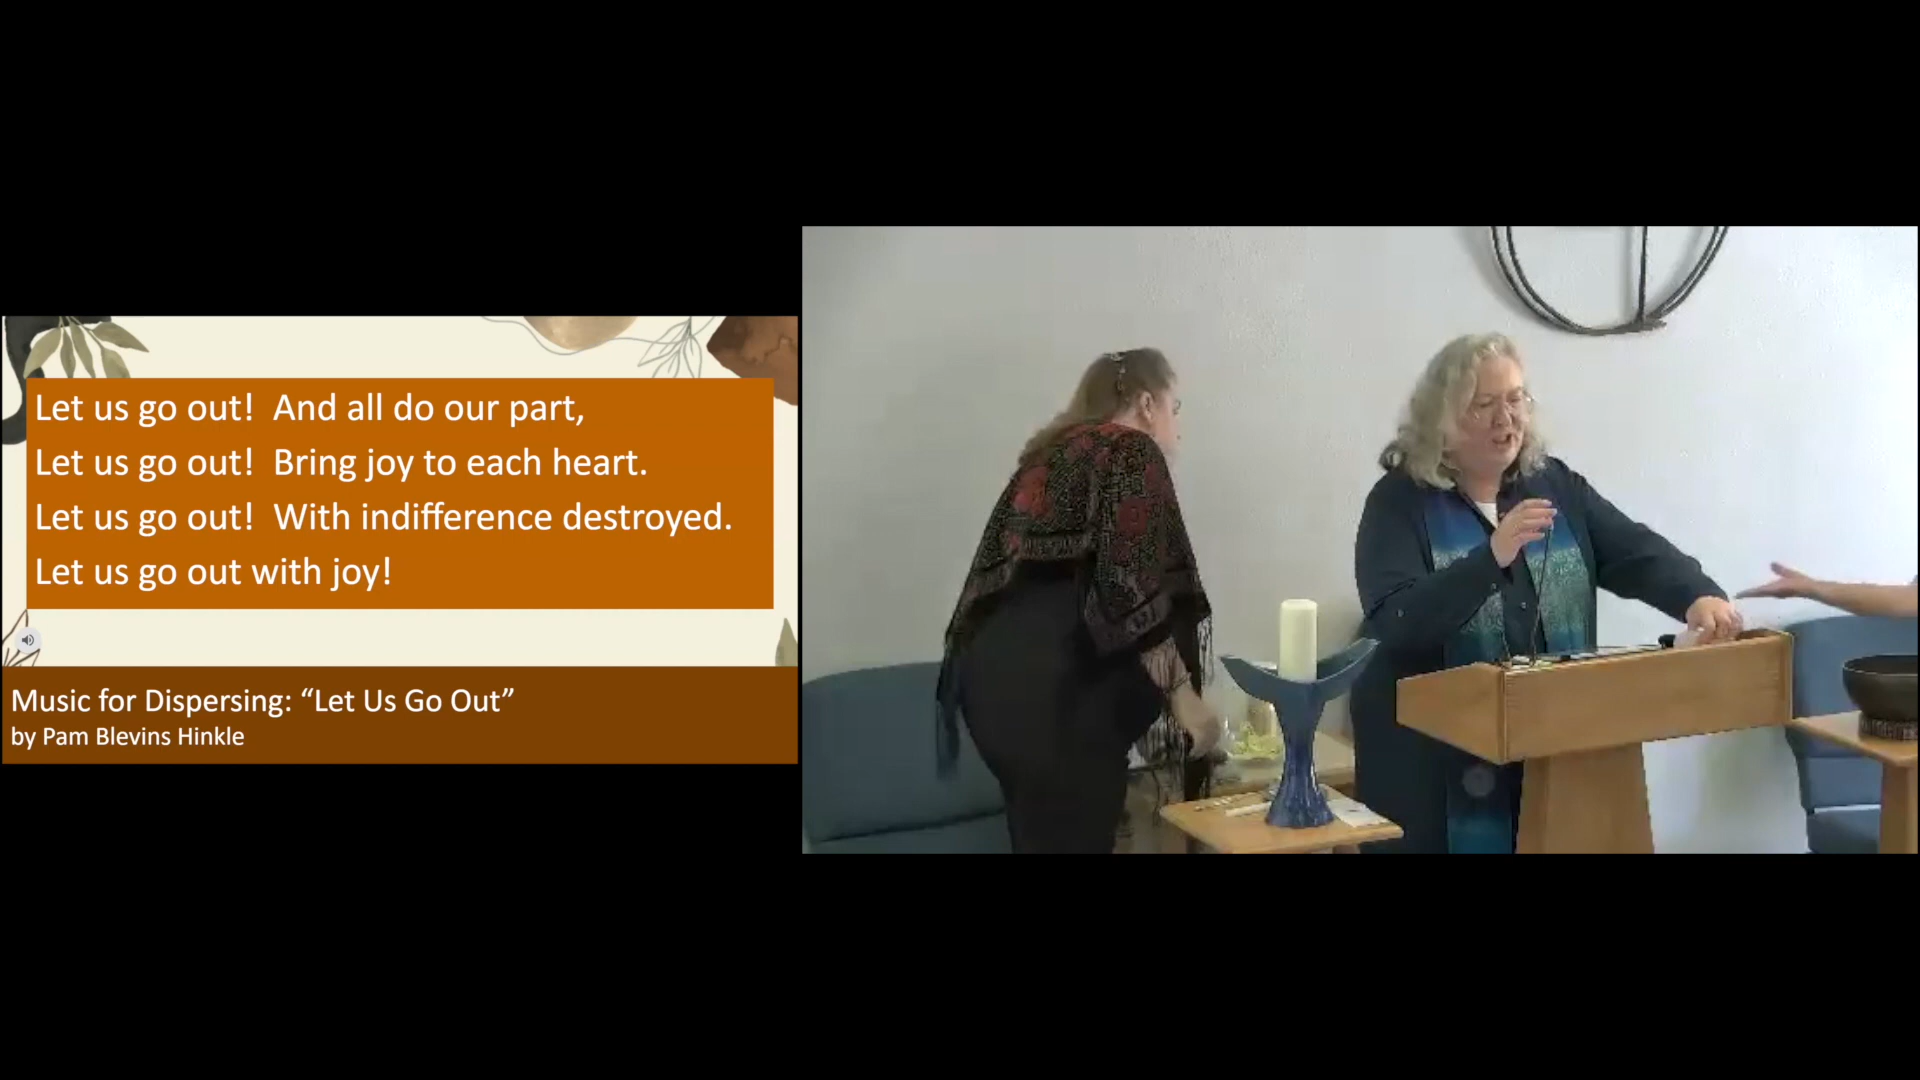 Let us go out!  And all do our part,
Let us go out!  Bring joy to each heart.
Let us go out!  With indifference destroyed.
Let us go out with joy!
Music for Dispersing: “Let Us Go Out”
by Pam Blevins Hinkle